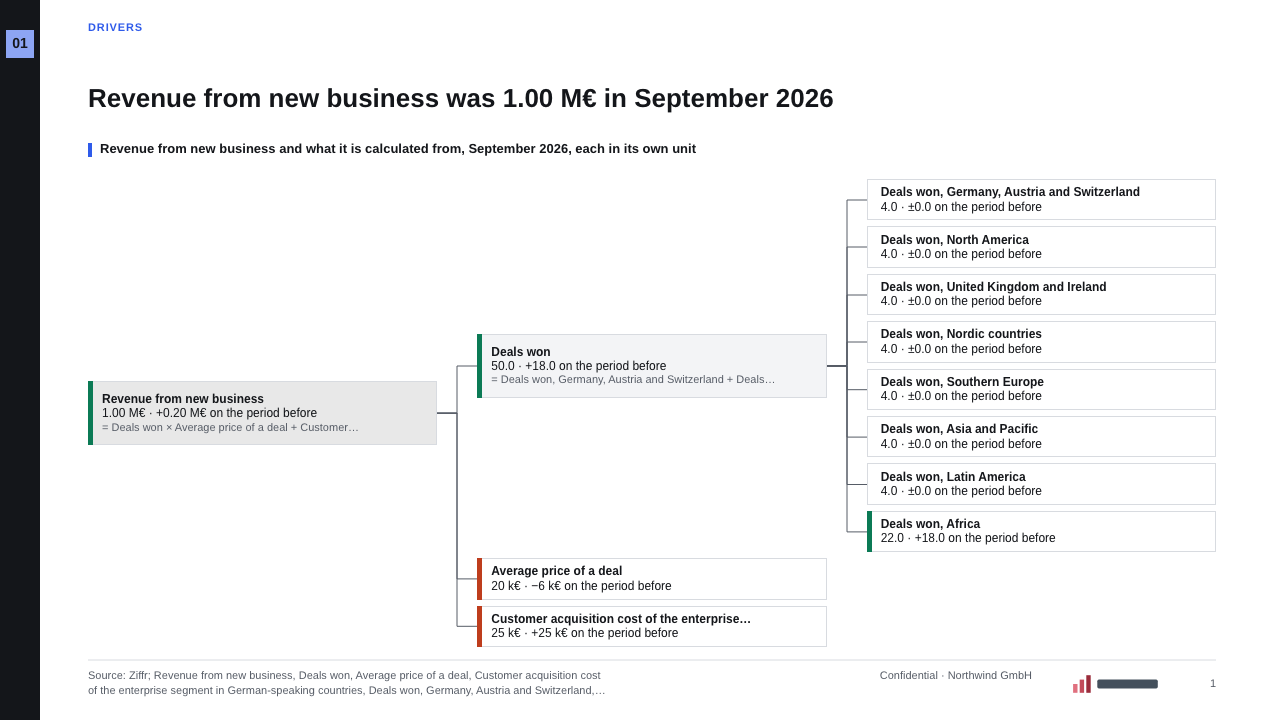 01
DRIVERS
Revenue from new business was 1.00 M€ in September 2026
Revenue from new business and what it is calculated from, September 2026, each in its own unit
Revenue from new business
1.00 M€ · +0.20 M€ on the period before
= Deals won × Average price of a deal + Customer…
Deals won
50.0 · +18.0 on the period before
= Deals won, Germany, Austria and Switzerland + Deals…
Average price of a deal
20 k€ · −6 k€ on the period before
Customer acquisition cost of the enterprise…
25 k€ · +25 k€ on the period before
Deals won, Germany, Austria and Switzerland
4.0 · ±0.0 on the period before
Deals won, North America
4.0 · ±0.0 on the period before
Deals won, United Kingdom and Ireland
4.0 · ±0.0 on the period before
Deals won, Nordic countries
4.0 · ±0.0 on the period before
Deals won, Southern Europe
4.0 · ±0.0 on the period before
Deals won, Asia and Pacific
4.0 · ±0.0 on the period before
Deals won, Latin America
4.0 · ±0.0 on the period before
Deals won, Africa
22.0 · +18.0 on the period before
Source: Ziffr; Revenue from new business, Deals won, Average price of a deal, Customer acquisition cost
of the enterprise segment in German-speaking countries, Deals won, Germany, Austria and Switzerland,…
Confidential · Northwind GmbH
1